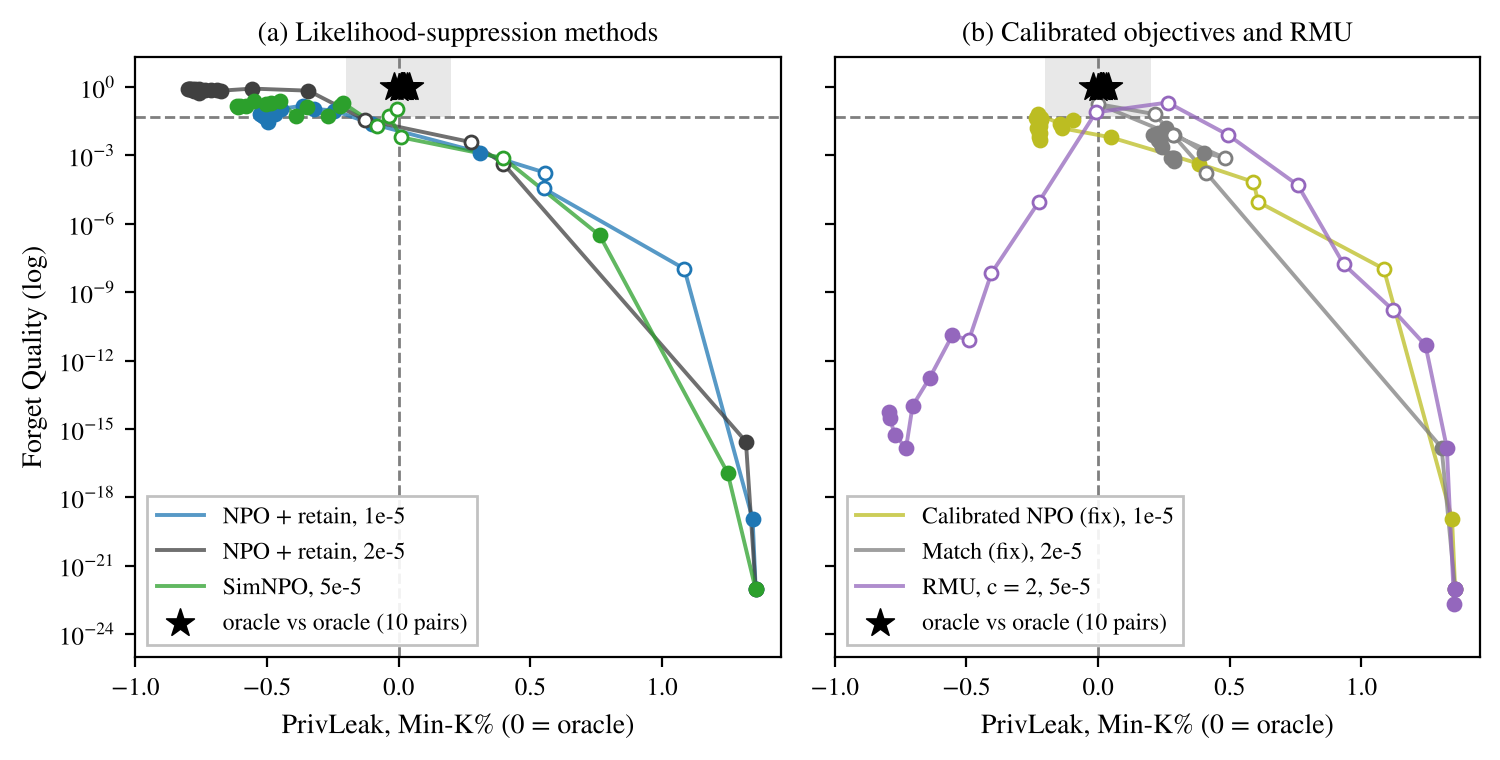 (a) Likelihood-suppression methods
(b) Calibrated objectives and RMU
Forget Quality (log)
10^0
10^−3
10^−6
10^−9
10^−12
10^−15
10^−18
10^−21
10^−24
NPO + retain, 1e-5
NPO + retain, 2e-5
SimNPO, 5e-5
oracle vs oracle (10 pairs)
Calibrated NPO (fix), 1e-5
Match (fix), 2e-5
RMU, c = 2, 5e-5
oracle vs oracle (10 pairs)
−1.0 −0.5 0.0 0.5 1.0
−1.0 −0.5 0.0 0.5 1.0
PrivLeak, Min-K% (0 = oracle)
PrivLeak, Min-K% (0 = oracle)